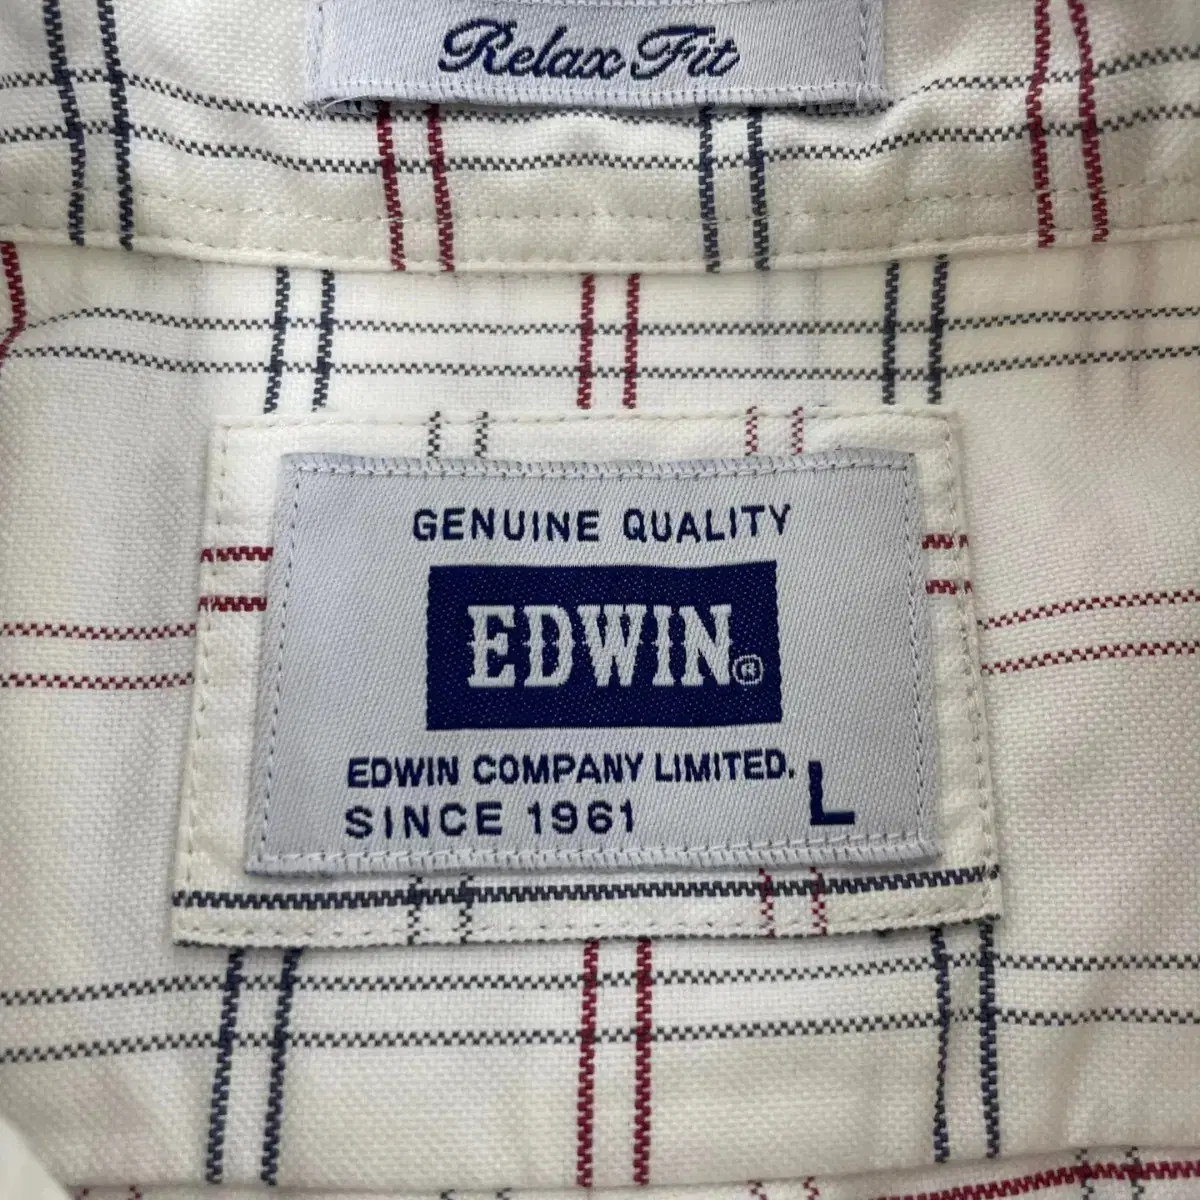 Relax Fit
GENUINE QUALITY
EDWIN®
EDWIN COMPANY LIMITED.
SINCE 1961
L